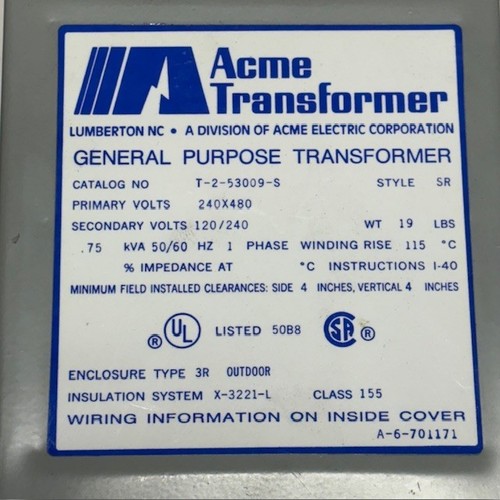 Acme
Transformer
LUMBERTON NC • A DIVISION OF ACME ELECTRIC CORPORATION
GENERAL PURPOSE TRANSFORMER
CATALOG NO T-2-53009-S STYLE SR
PRIMARY VOLTS 240X480
SECONDARY VOLTS 120/240 WT 19 LBS
.75 kVA 50/60 HZ 1 PHASE WINDING RISE 115 °C
% IMPEDANCE AT °C INSTRUCTIONS I-40
MINIMUM FIELD INSTALLED CLEARANCES: SIDE 4 INCHES, VERTICAL 4 INCHES
® UL LISTED 50B8 SA ®
ENCLOSURE TYPE 3R OUTDOOR
INSULATION SYSTEM X-3221-L CLASS 155
WIRING INFORMATION ON INSIDE COVER
A-6-701171